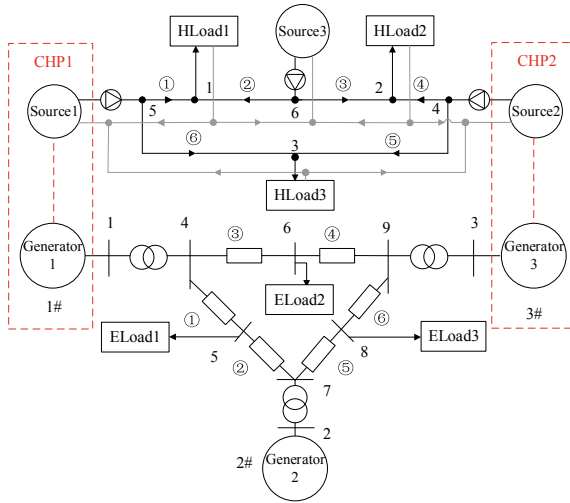 HLoad1
Source3
HLoad2
CHP1
CHP2
① 1 ② ③ 2 ④
Source1
5 6 4
Source2
⑥ 3 ⑤
HLoad3
1 4 ③ 6 ④ 9 3
Generator
1
Generator
3
ELoad2
1# ① ⑥ 3#
ELoad1
ELoad3
5 ② ⑤ 8
7
2
2#
Generator
2